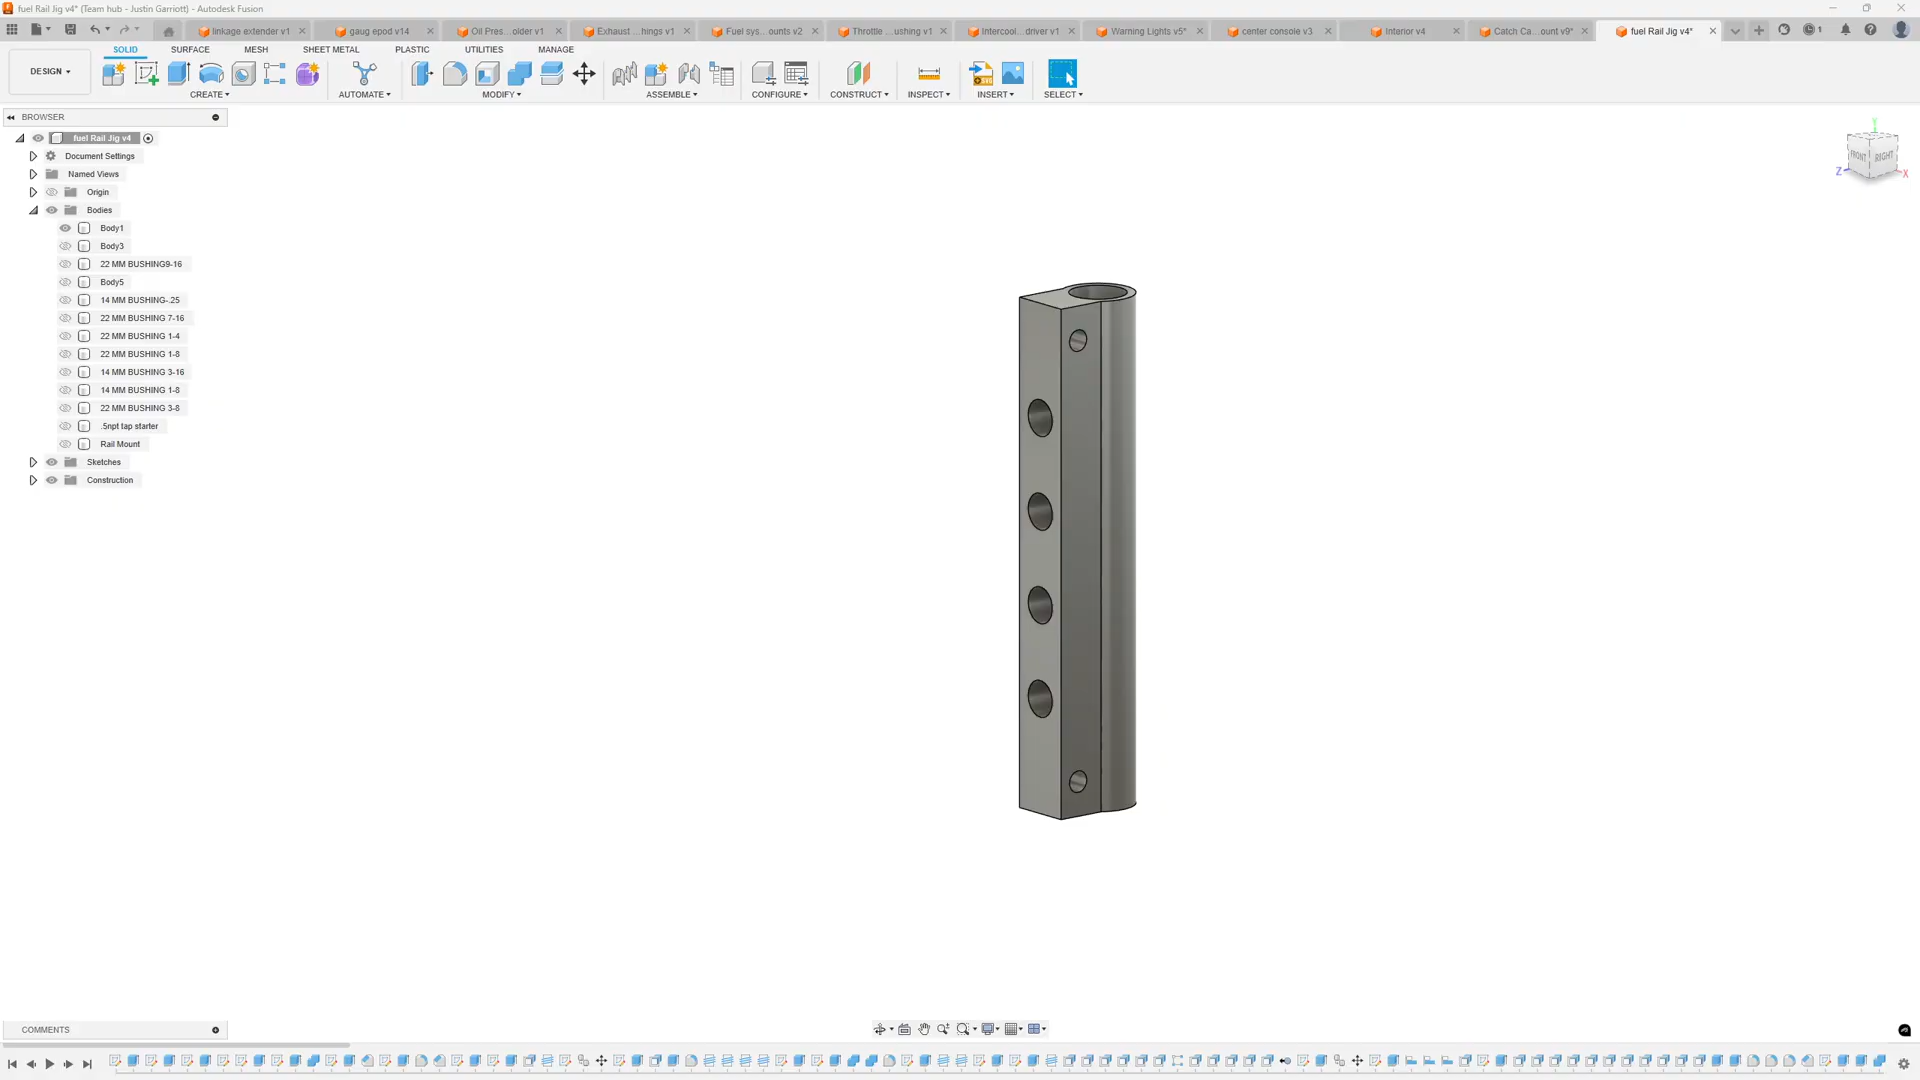 fuel Rail Jig v4* (Team hub - Justin Garriott) - Autodesk Fusion
linkage extender v1
gaug epod v14
Oil Pres...older v1
Exhaust ...hings v1
Fuel sys...ounts v2
Throttle ...ushing v1
Intercool...driver v1
Warning Lights v5*
center console v3
Interior v4
Catch Ca...ount v9*
fuel Rail Jig v4*
1
SOLID
SURFACE
MESH
SHEET METAL
PLASTIC
UTILITIES
MANAGE
DESIGN
CREATE
AUTOMATE
MODIFY
ASSEMBLE
CONFIGURE
CONSTRUCT
INSPECT
INSERT
SELECT
BROWSER
fuel Rail Jig v4
Document Settings
Named Views
Origin
Bodies
Body1
Body3
22 MM BUSHING9-16
Body5
14 MM BUSHING-.25
22 MM BUSHING 7-16
22 MM BUSHING 1-4
22 MM BUSHING 1-8
14 MM BUSHING 3-16
14 MM BUSHING 1-8
22 MM BUSHING 3-8
.5npt tap starter
Rail Mount
Sketches
Construction
Y
FRONT
RIGHT
Z
X
COMMENTS